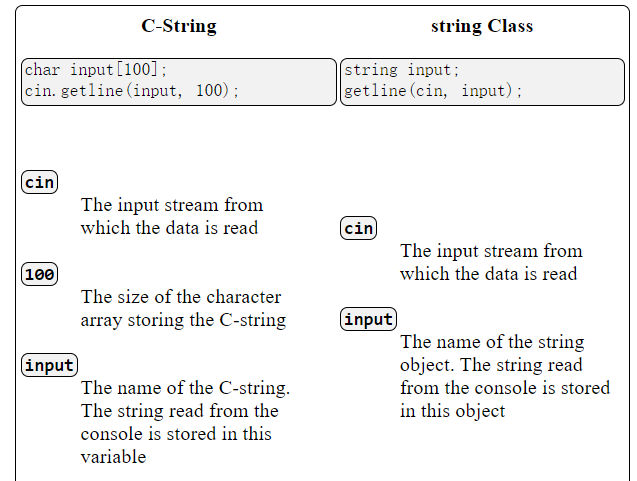 C-String
char input[100];
cin.getline(input, 100);
cin
The input stream from
which the data is read
100
The size of the character
array storing the C-string
input
The name of the C-string.
The string read from the
console is stored in this
variable
string Class
string input;
getline(cin, input);
cin
The input stream from
which the data is read
input
The name of the string
object. The string read
from the console is stored
in this object